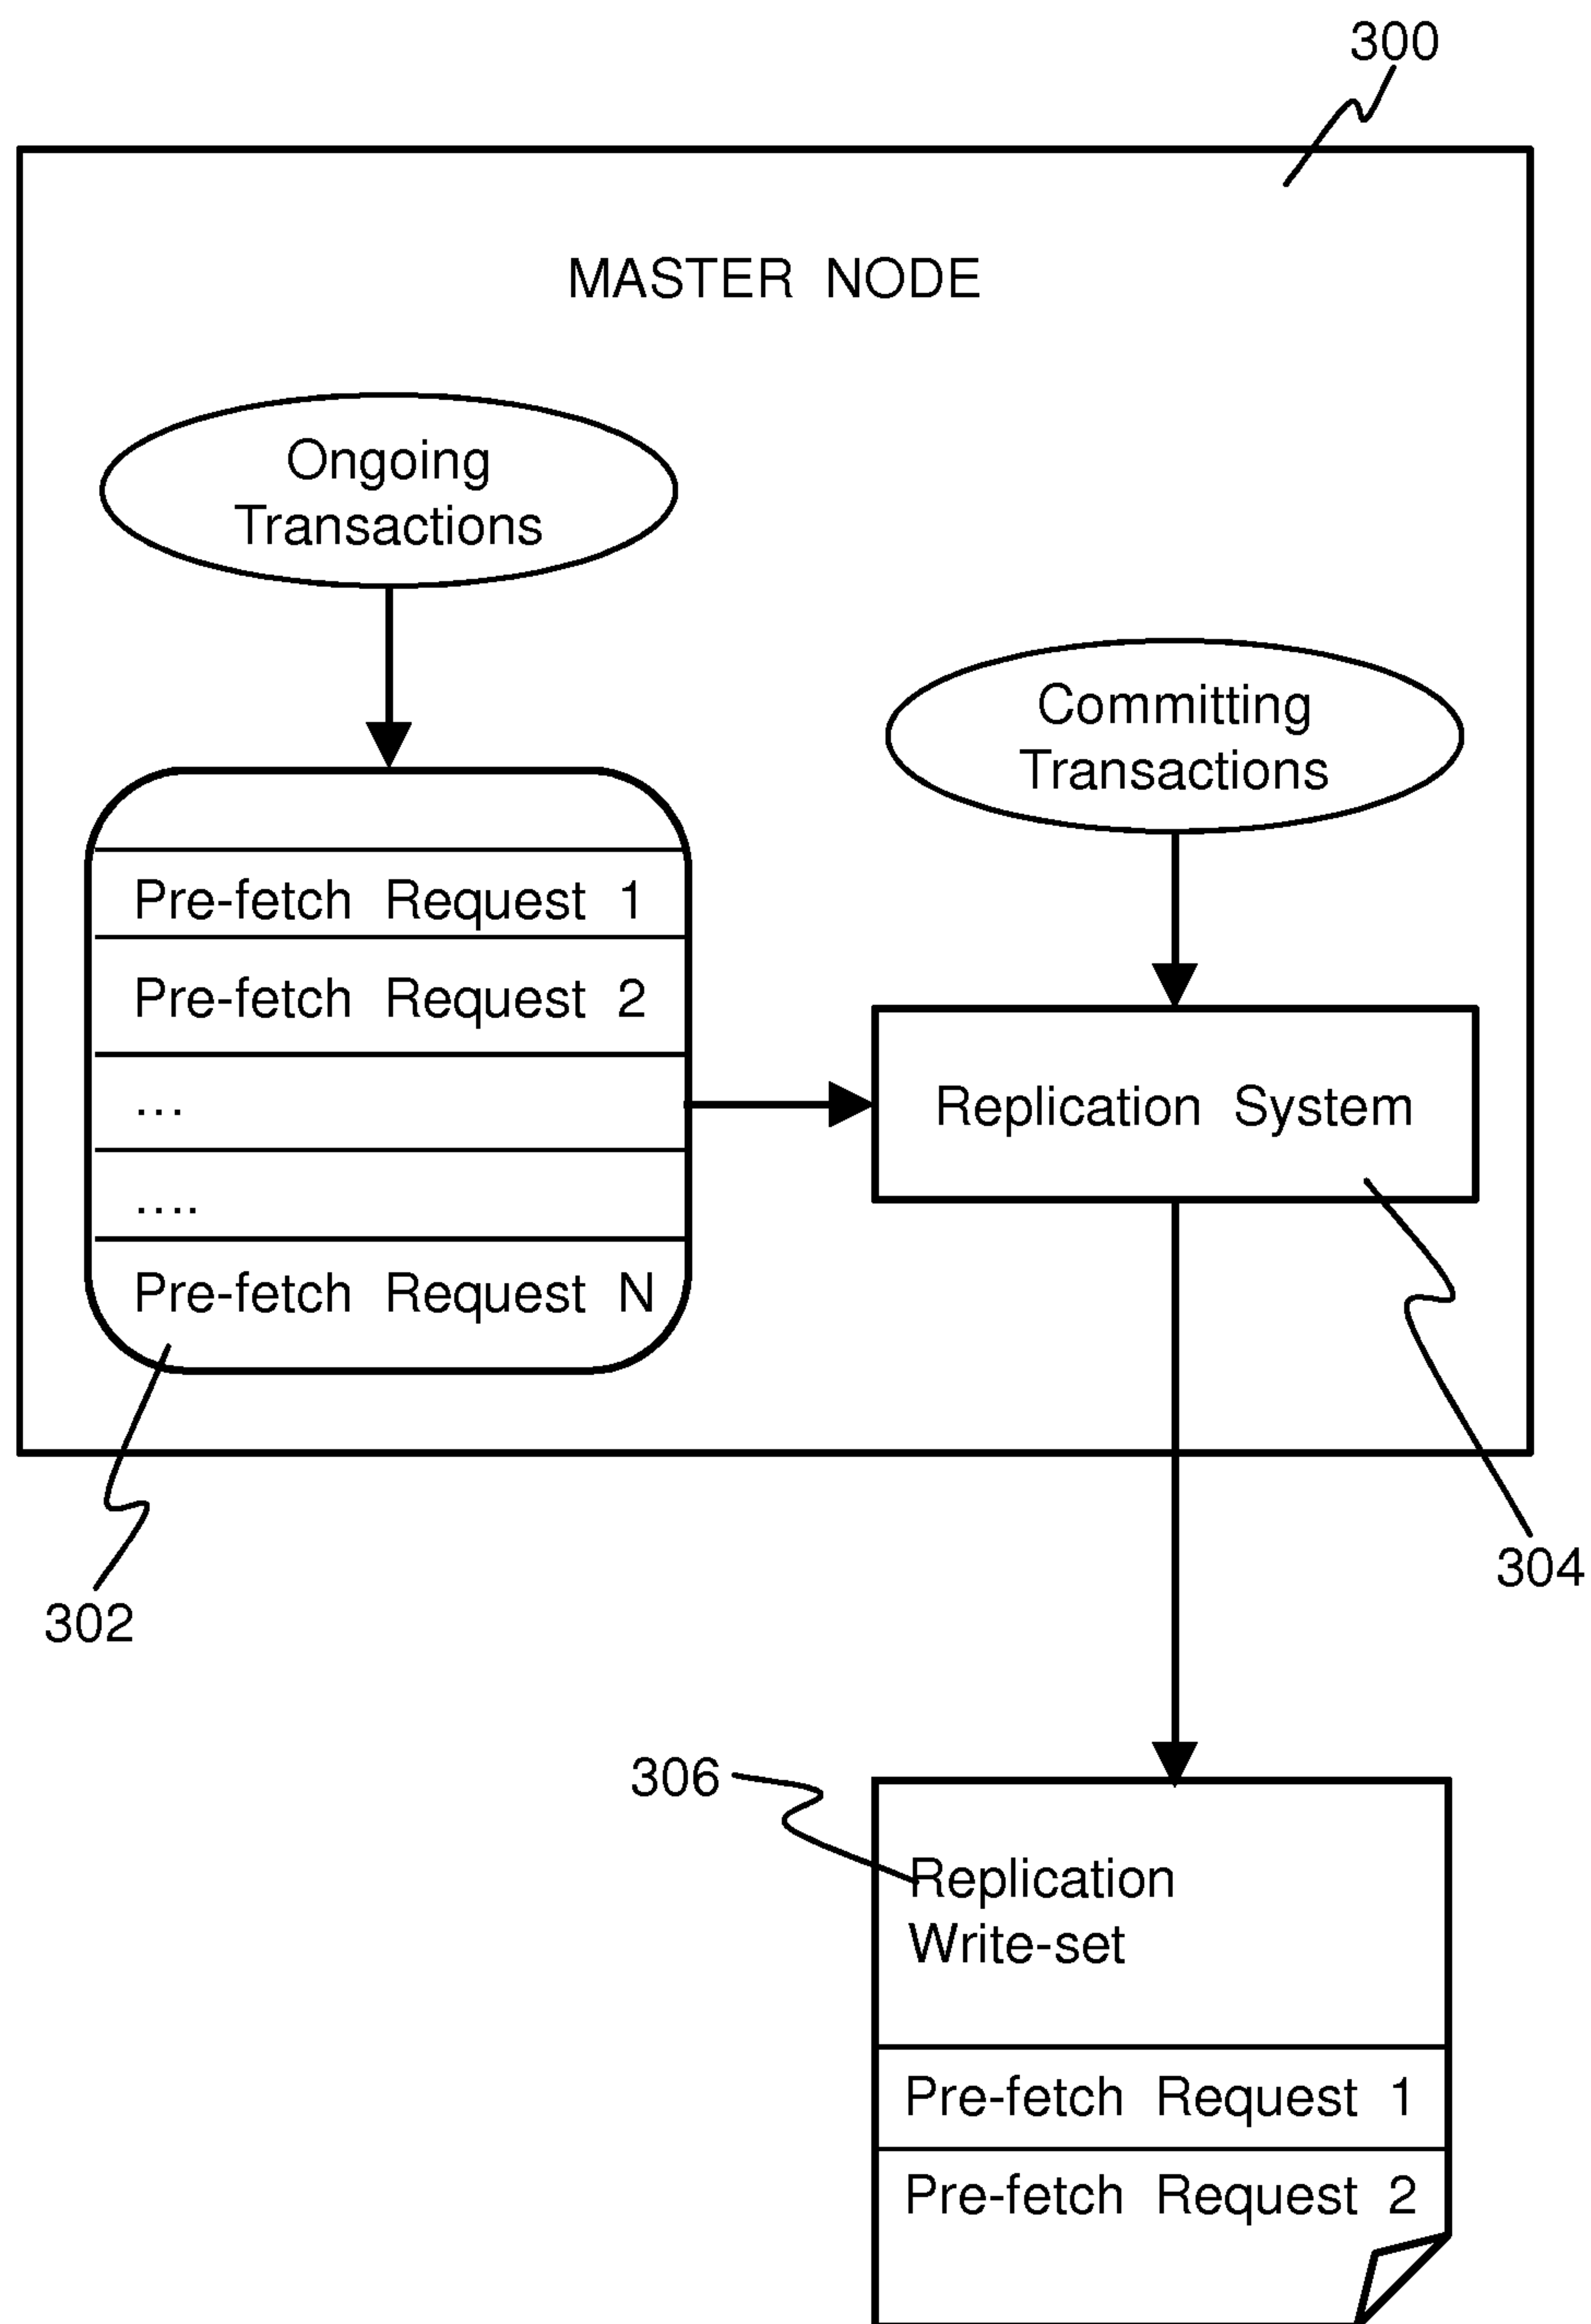 300
MASTER NODE
Ongoing
Transactions
Committing
Transactions
Pre-fetch Request 1
Pre-fetch Request 2
...
....
Pre-fetch Request N
Replication System
304
302
306
Replication
Write-set
Pre-fetch Request 1
Pre-fetch Request 2